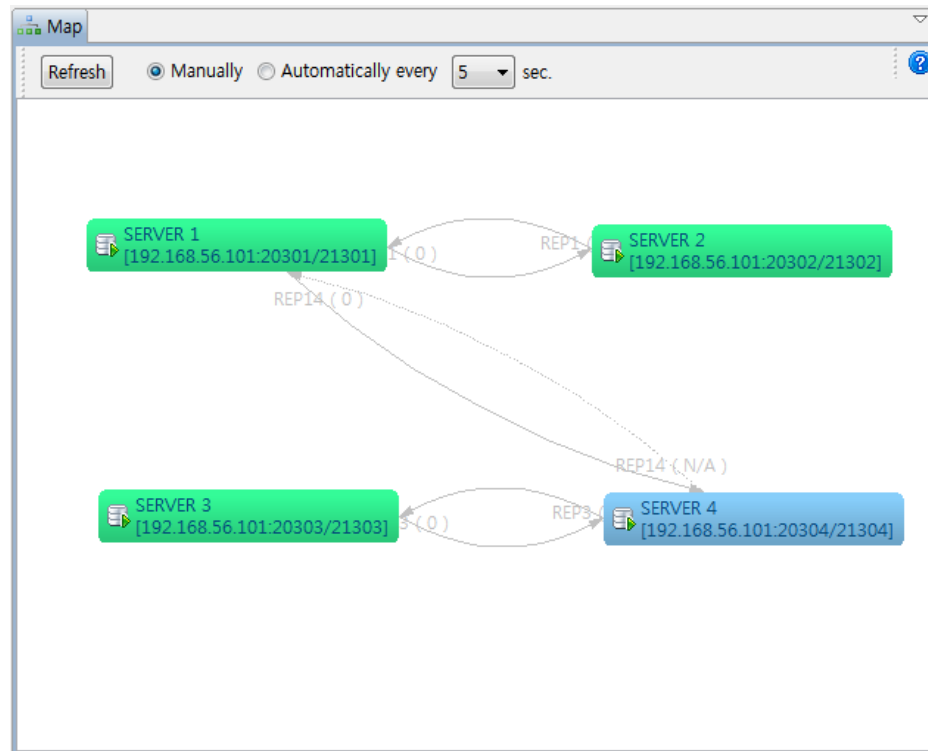 Map
Refresh
Manually
Automatically every
5
sec.
SERVER 1
[192.168.56.101:20301/21301]
1 ( 0 )
REP1 (
SERVER 2
[192.168.56.101:20302/21302]
REP14 ( 0 )
REP14 ( N/A )
SERVER 3
[192.168.56.101:20303/21303]
3 ( 0 )
REP3 (
SERVER 4
[192.168.56.101:20304/21304]